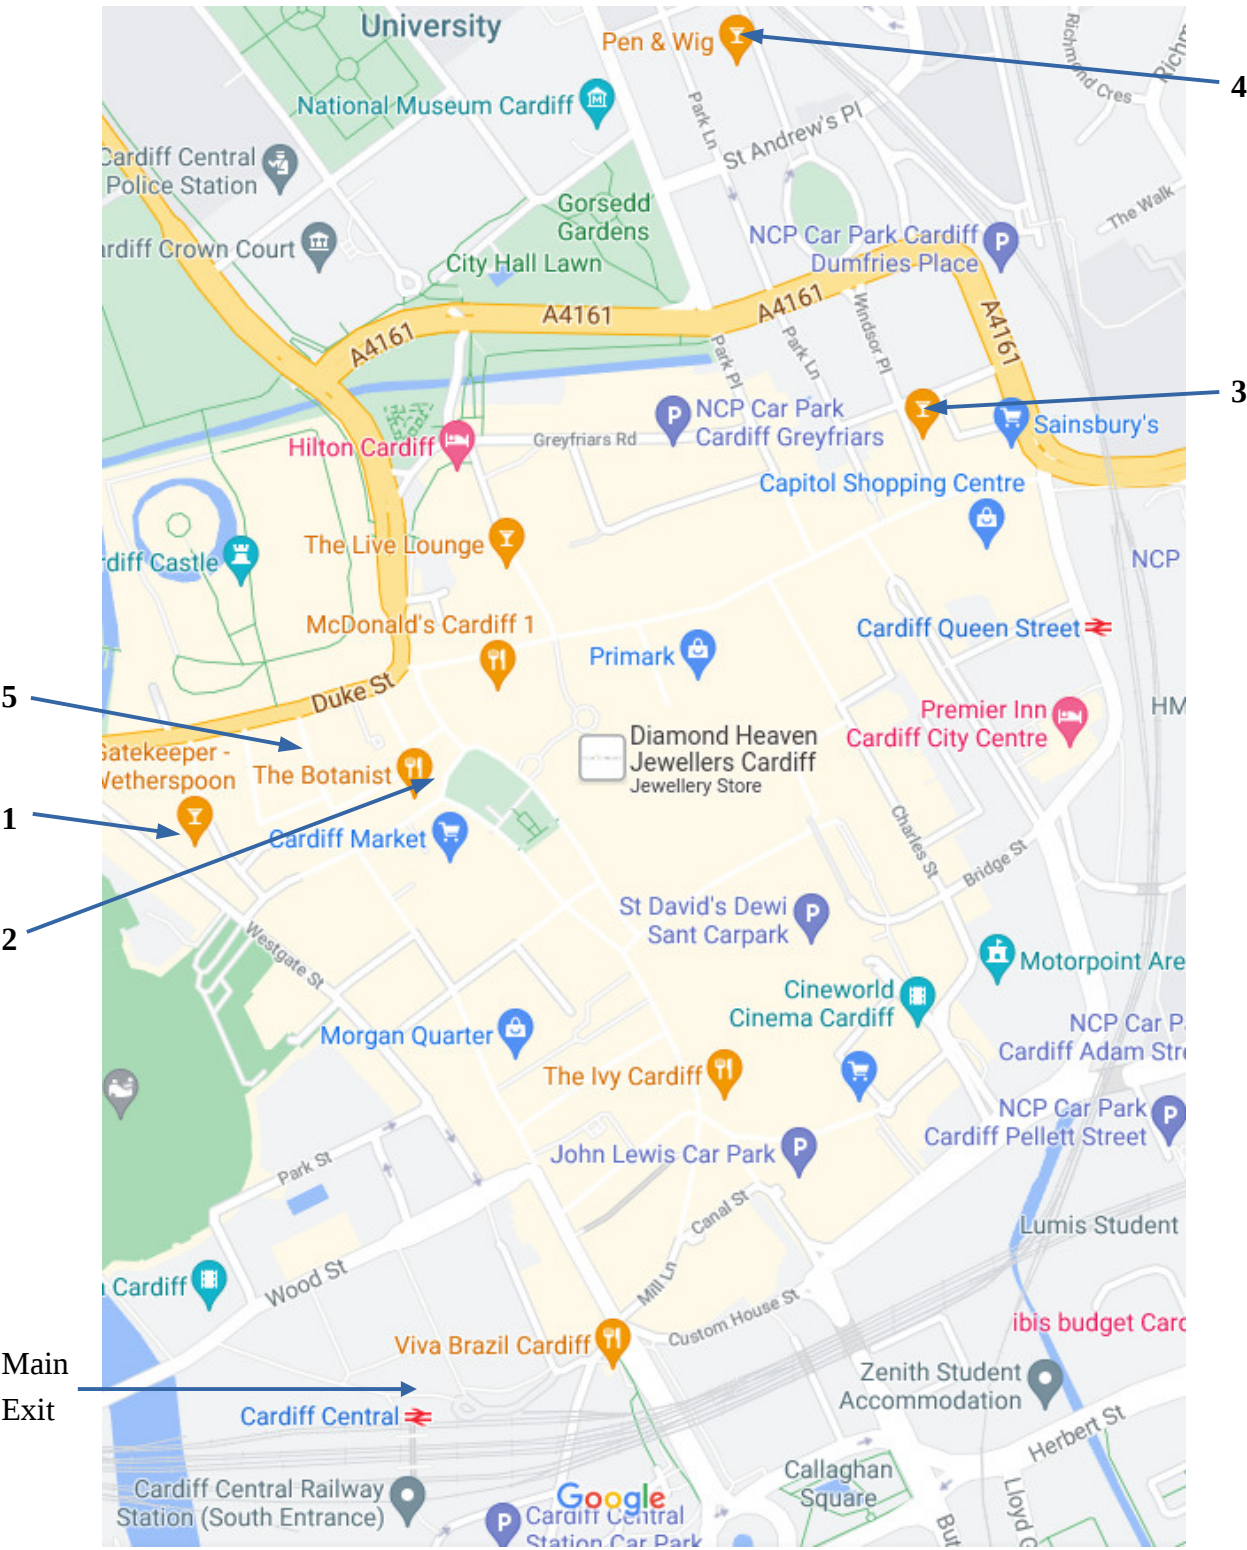 University
Pen & Wig
4
National Museum Cardiff
Richmond Cres
Richm
Park Ln
St Andrew's Pl
Cardiff Central
Police Station
The Walk
Gorsedd
Gardens
NCP Car Park Cardiff
Dumfries Place
ardiff Crown Court
City Hall Lawn
A4161
A4161
A4161
A4161
Windsor Pl
Park Pl
Park Ln
3
NCP Car Park
Cardiff Greyfriars
Sainsbury's
Hilton Cardiff
Greyfriars Rd
Capitol Shopping Centre
The Live Lounge
rdiff Castle
NCP
McDonald's Cardiff 1
Cardiff Queen Street
Primark
5
Duke St
Premier Inn
Cardiff City Centre
HM
Diamond Heaven
Jewellers Cardiff
Jewellery Store
Gatekeeper -
Wetherspoon
The Botanist
1
Cardiff Market
Charles St
Bridge St
2
St David's Dewi
Sant Carpark
Westgate St
Motorpoint Are
Cineworld
Cinema Cardiff
Morgan Quarter
NCP Car P
Cardiff Adam Stre
The Ivy Cardiff
NCP Car Park
Cardiff Pellett Street
John Lewis Car Park
Park St
Canal St
Lumis Student
Wood St
a Cardiff
Mill Ln
Custom House St
ibis budget Card
Viva Brazil Cardiff
Main
Exit
Zenith Student
Accommodation
Cardiff Central
Herbert St
Callaghan
Square
Cardiff Central Railway
Station (South Entrance)
Google
Cardiff Central
Station Car Park
But
Lloyd G